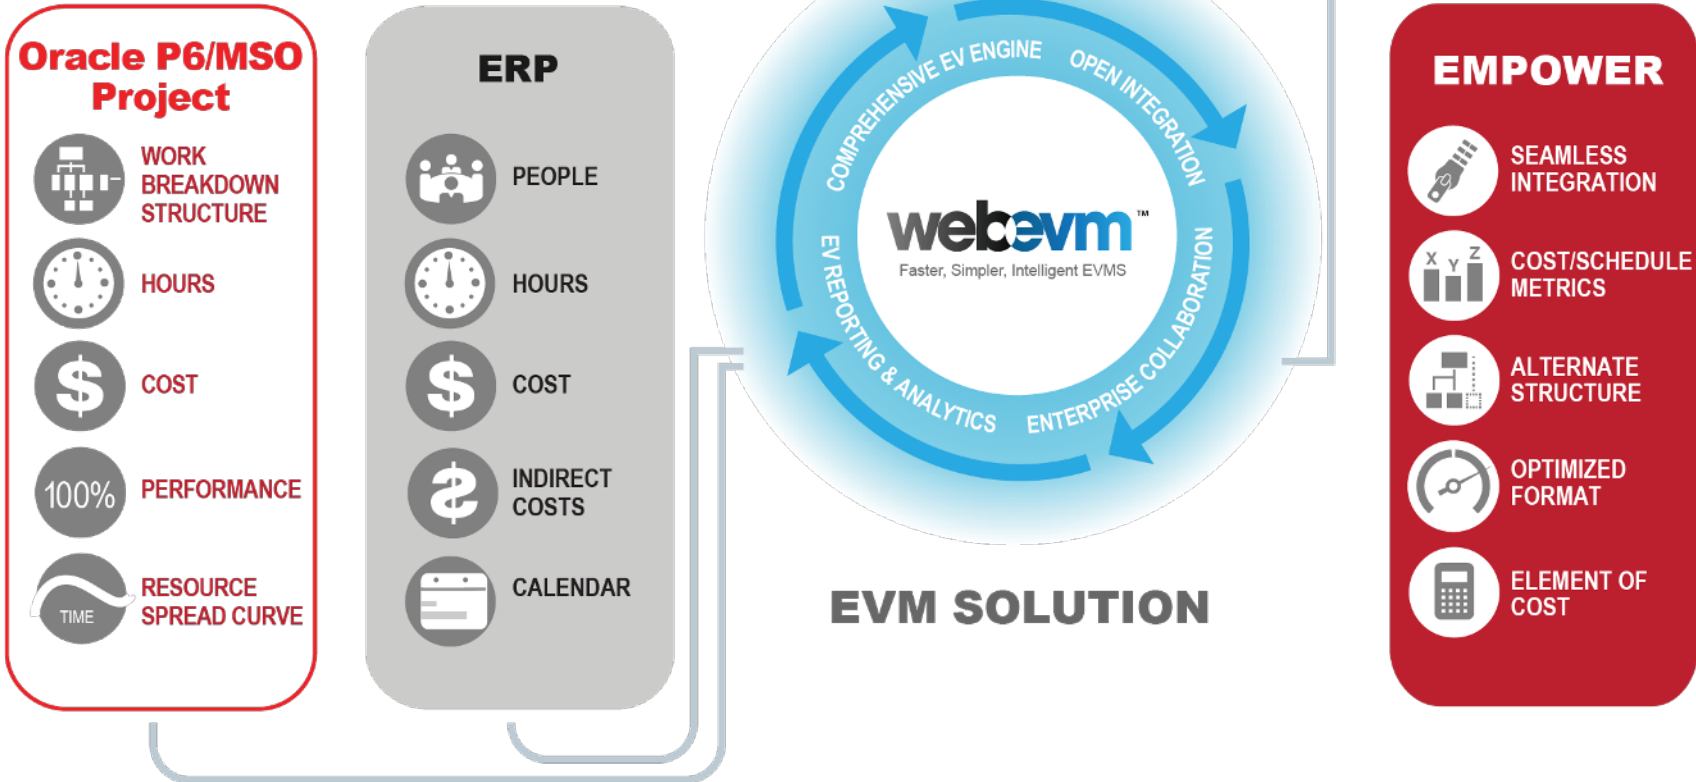 Oracle P6/MSO
Project
WORK
BREAKDOWN
STRUCTURE
HOURS
$
COST
100%
PERFORMANCE
TIME
RESOURCE
SPREAD CURVE
ERP
PEOPLE
HOURS
$
COST
INDIRECT
COSTS
CALENDAR
COMPREHENSIVE EV ENGINE
OPEN INTEGRATION
ENTERPRISE COLLABORATION
EV REPORTING & ANALYTICS
webevm™
Faster, Simpler, Intelligent EVMS
EVM SOLUTION
EMPOWER
SEAMLESS
INTEGRATION
X Y Z
COST/SCHEDULE
METRICS
ALTERNATE
STRUCTURE
OPTIMIZED
FORMAT
ELEMENT OF
COST